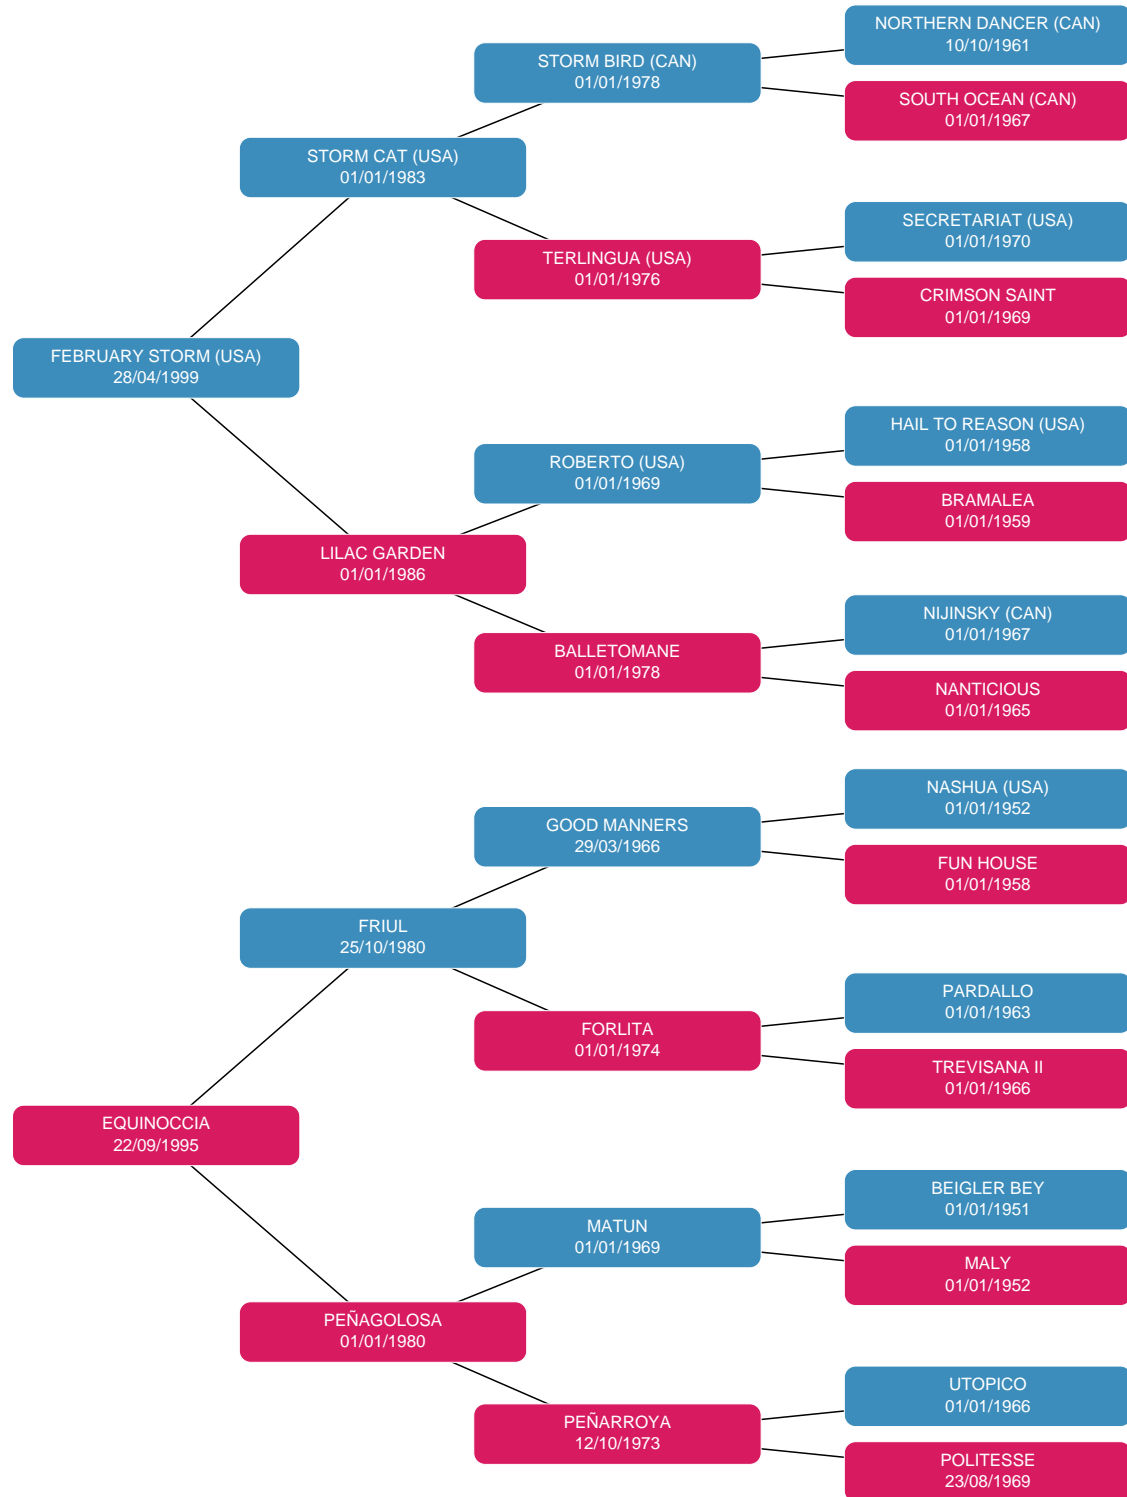 NORTHERN DANCER (CAN)
10/10/1961
STORM BIRD (CAN)
01/01/1978
SOUTH OCEAN (CAN)
01/01/1967
STORM CAT (USA)
01/01/1983
SECRETARIAT (USA)
01/01/1970
TERLINGUA (USA)
01/01/1976
CRIMSON SAINT
01/01/1969
FEBRUARY STORM (USA)
28/04/1999
HAIL TO REASON (USA)
01/01/1958
ROBERTO (USA)
01/01/1969
BRAMALEA
01/01/1959
LILAC GARDEN
01/01/1986
NIJINSKY (CAN)
01/01/1967
BALLETOMANE
01/01/1978
NANTICIOUS
01/01/1965
NASHUA (USA)
01/01/1952
GOOD MANNERS
29/03/1966
FUN HOUSE
01/01/1958
FRIUL
25/10/1980
PARDALLO
01/01/1963
FORLITA
01/01/1974
TREVISANA II
01/01/1966
EQUINOCCIA
22/09/1995
BEIGLER BEY
01/01/1951
MATUN
01/01/1969
MALY
01/01/1952
PEÑAGOLOSA
01/01/1980
UTOPICO
01/01/1966
PEÑARROYA
12/10/1973
POLITESSE
23/08/1969